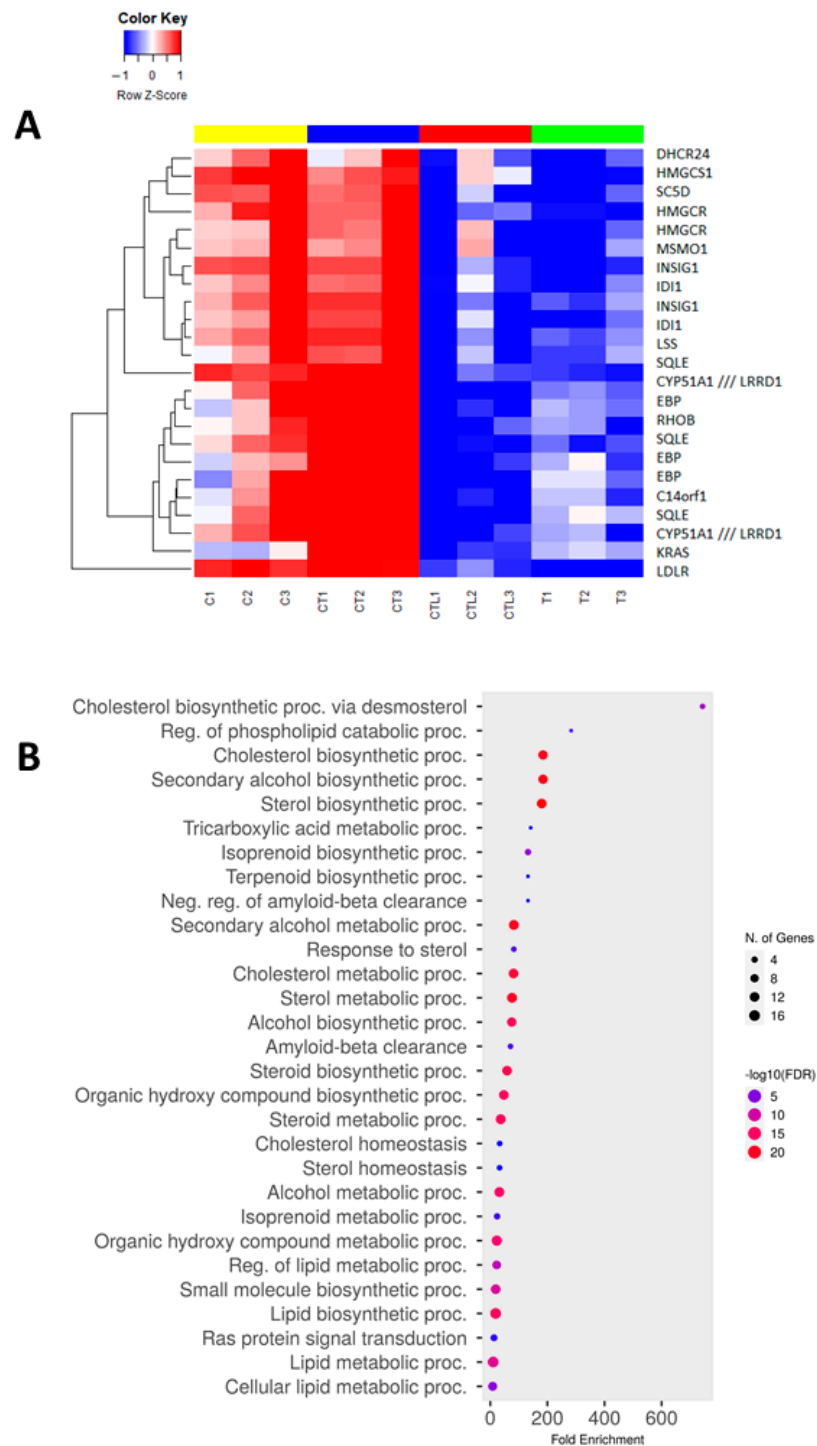 Color Key
−1 0 1
Row Z-Score
A
DHCR24
HMGCS1
SC5D
HMGCR
HMGCR
MSMO1
INSIG1
IDI1
INSIG1
IDI1
LSS
SQLE
CYP51A1 /// LRRD1
EBP
RHOB
SQLE
EBP
EBP
C14orf1
SQLE
CYP51A1 /// LRRD1
KRAS
LDLR
C1 C2 C3 CT1 CT2 CT3 CTL1 CTL2 CTL3 T1 T2 T3
B
Cholesterol biosynthetic proc. via desmosterol
Reg. of phospholipid catabolic proc.
Cholesterol biosynthetic proc.
Secondary alcohol biosynthetic proc.
Sterol biosynthetic proc.
Tricarboxylic acid metabolic proc.
Isoprenoid biosynthetic proc.
Terpenoid biosynthetic proc.
Neg. reg. of amyloid-beta clearance
Secondary alcohol metabolic proc.
Response to sterol
Cholesterol metabolic proc.
Sterol metabolic proc.
Alcohol biosynthetic proc.
Amyloid-beta clearance
Steroid biosynthetic proc.
Organic hydroxy compound biosynthetic proc.
Steroid metabolic proc.
Cholesterol homeostasis
Sterol homeostasis
Alcohol metabolic proc.
Isoprenoid metabolic proc.
Organic hydroxy compound metabolic proc.
Reg. of lipid metabolic proc.
Small molecule biosynthetic proc.
Lipid biosynthetic proc.
Ras protein signal transduction
Lipid metabolic proc.
Cellular lipid metabolic proc.
0 200 400 600
Fold Enrichment
N. of Genes
4
8
12
16
-log10(FDR)
5
10
15
20